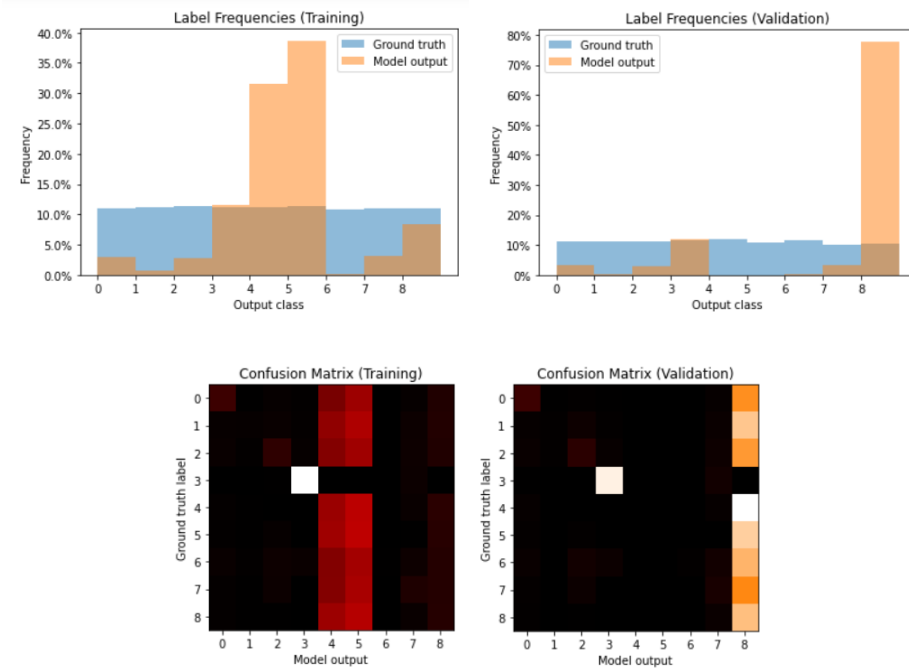 Label Frequencies (Training)
40.0%
35.0%
30.0%
25.0%
20.0%
15.0%
10.0%
5.0%
0.0%
Frequency
Ground truth
Model output
0 1 2 3 4 5 6 7 8
Output class
Label Frequencies (Validation)
80%
70%
60%
50%
40%
30%
20%
10%
0%
Frequency
Ground truth
Model output
0 1 2 3 4 5 6 7 8
Output class
Confusion Matrix (Training)
Ground truth label
0
1
2
3
4
5
6
7
8
0 1 2 3 4 5 6 7 8
Model output
Confusion Matrix (Validation)
Ground truth label
0
1
2
3
4
5
6
7
8
0 1 2 3 4 5 6 7 8
Model output